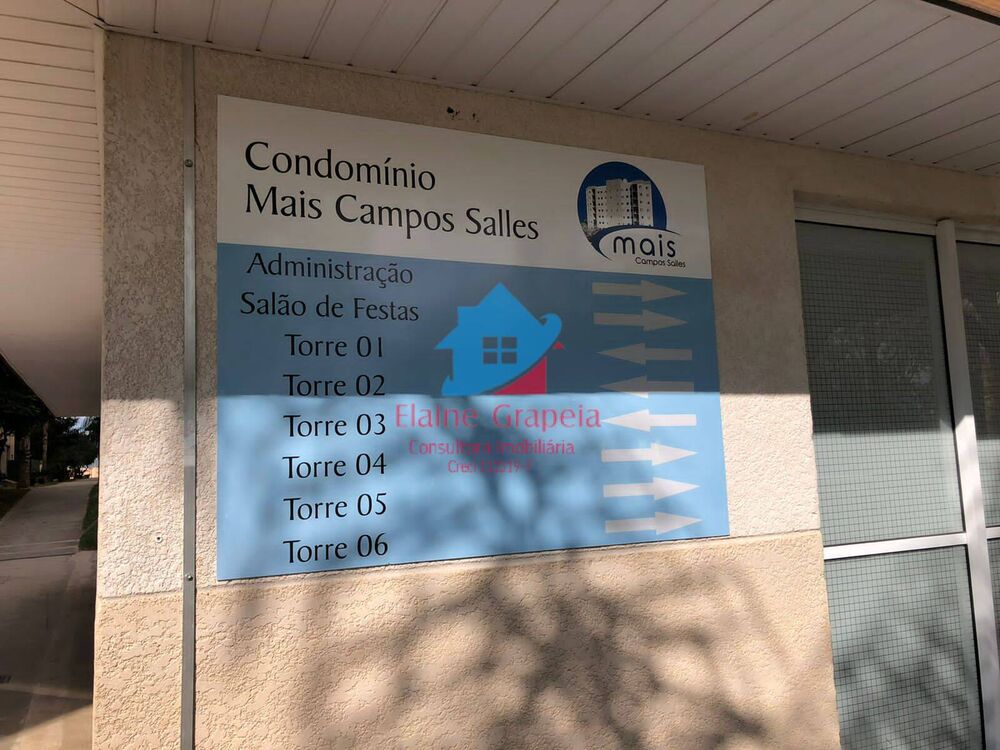 Condomínio
Mais Campos Salles
mais
Campos Salles
Administração
Salão de Festas
Torre 01
Torre 02
Torre 03
Torre 04
Torre 05
Torre 06
Elaine Grapeia
Consultora Imobiliária
Creci